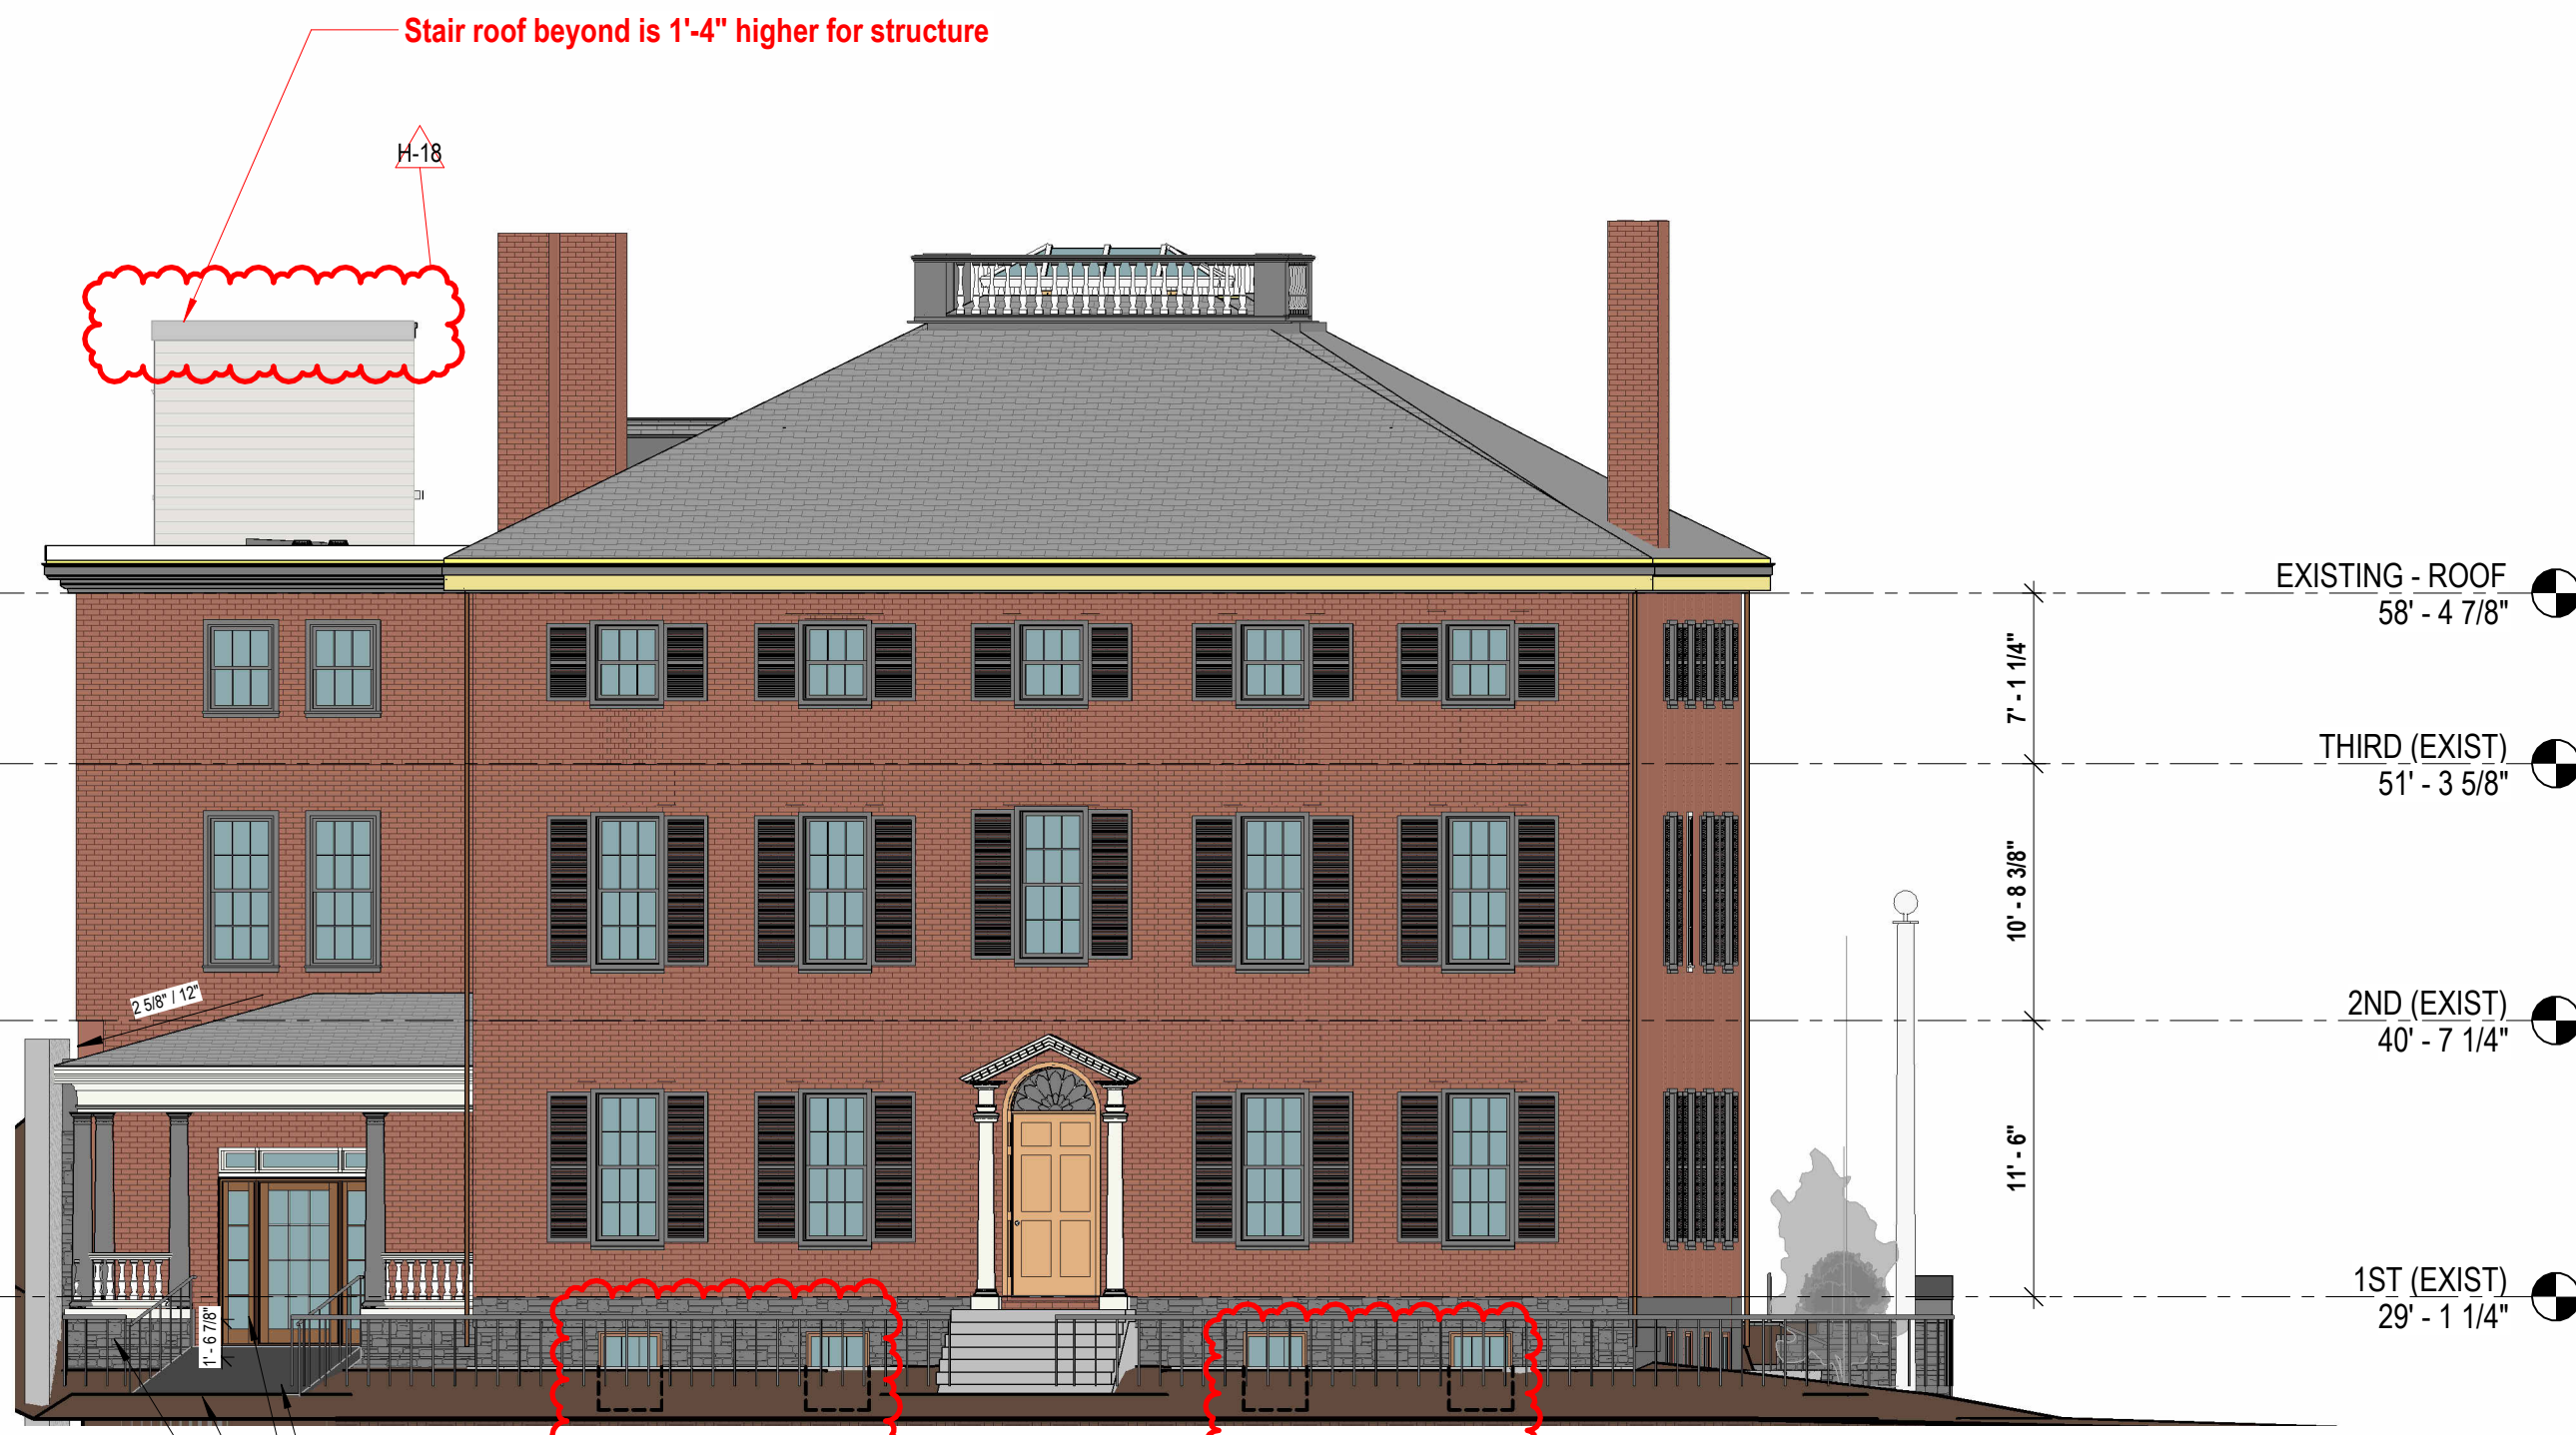 Stair roof beyond is 1'-4" higher for structure
H-18
EXISTING - ROOF
58' - 4 7/8"
7' - 1 1/4"
THIRD (EXIST)
51' - 3 5/8"
10' - 8 3/8"
2 5/8" / 12"
2ND (EXIST)
40' - 7 1/4"
11' - 6"
1ST (EXIST)
29' - 1 1/4"
1' - 6 7/8"